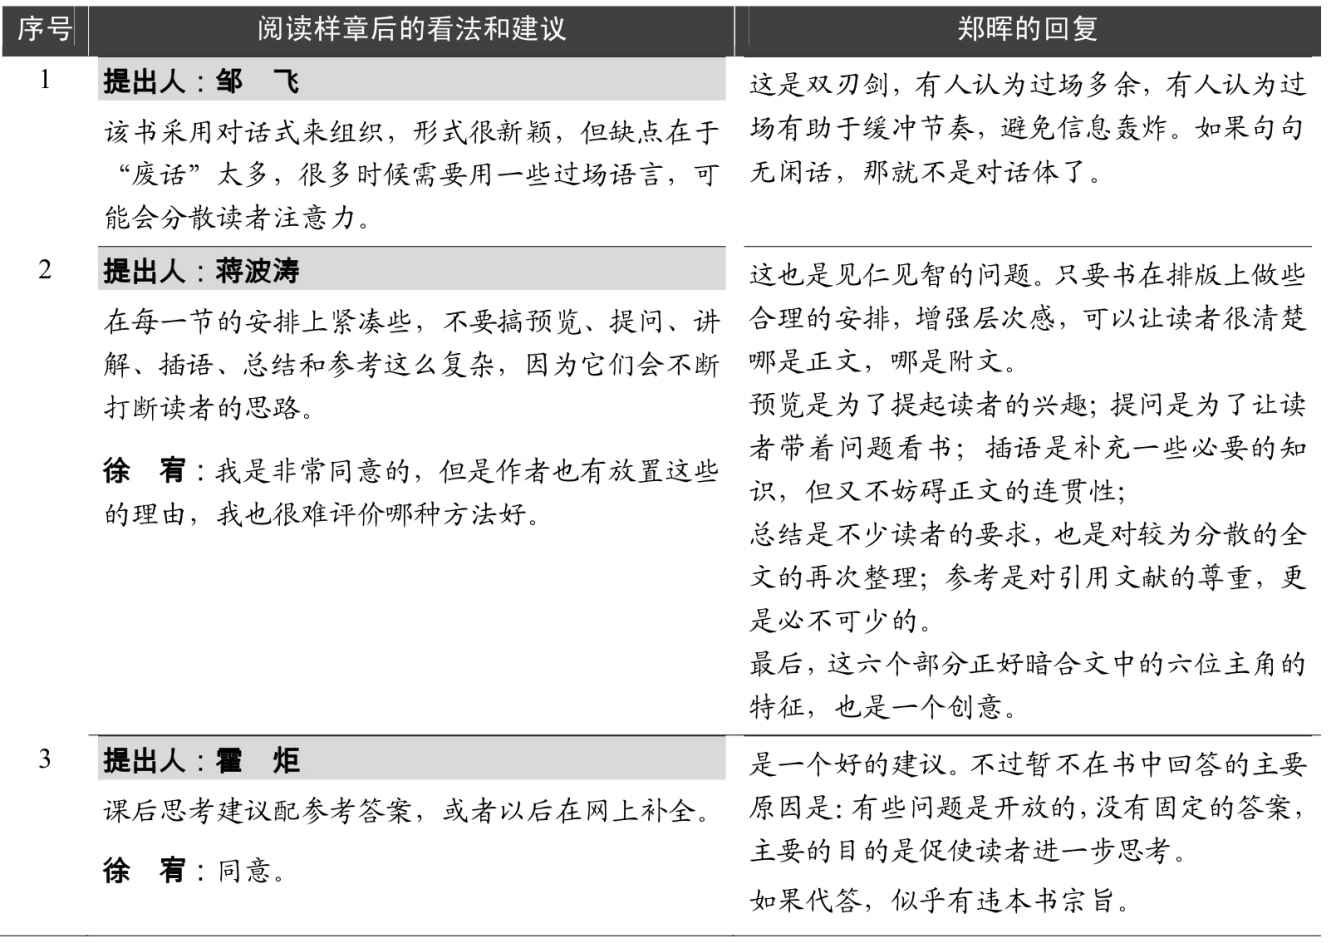 序号 阅读样章后的看法和建议 郑晖的回复
1
提出人：邹　飞
该书采用对话式来组织，形式很新颖，但缺点在于
“废话”太多，很多时候需要用一些过场语言，可
能会分散读者注意力。
这是双刃剑，有人认为过场多余，有人认为过
场有助于缓冲节奏，避免信息轰炸。如果句句
无闲话，那就不是对话体了。
2
提出人：蒋波涛
在每一节的安排上紧凑些，不要搞预览、提问、讲
解、插语、总结和参考这么复杂，因为它们会不断
打断读者的思路。
徐　宥：我是非常同意的，但是作者也有放置这些
的理由，我也很难评价哪种方法好。
这也是见仁见智的问题。只要书在排版上做些
合理的安排，增强层次感，可以让读者很清楚
哪是正文，哪是附文。
预览是为了提起读者的兴趣；提问是为了让读
者带着问题看书；插语是补充一些必要的知
识，但又不妨碍正文的连贯性；
总结是不少读者的要求，也是对较为分散的全
文的再次整理；参考是对引用文献的尊重，更
是必不可少的。
最后，这六个部分正好暗合文中的六位主角的
特征，也是一个创意。
3
提出人：霍　炬
课后思考建议配参考答案，或者以后在网上补全。
徐　宥：同意。
是一个好的建议。不过暂不在书中回答的主要
原因是：有些问题是开放的，没有固定的答案，
主要的目的是促使读者进一步思考。
如果代答，似乎有违本书宗旨。